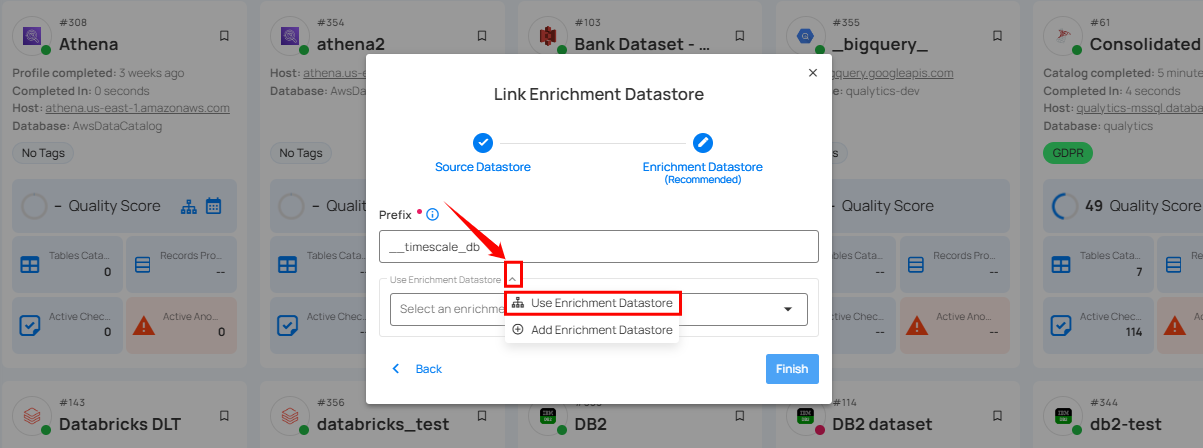 #308
Athena
Profile completed: 3 weeks ago
Completed In: 0 seconds
Host: athena.us-east-1.amazonaws.com
Database: AwsDataCatalog
No Tags
– Quality Score
Tables Cata...
0
Records Pro...
--
Active Chec...
0
Active Ano...
0
#354
athena2
Host: athena.us-e
Database: AwsDa
No Tags
– Qualit
Tables Cata
Active Chec
#103
Bank Dataset - ...
#355
_bigquery_
gquery.googleapis.com
qualytics-dev
Quality Score
--
Records Pro...
--
--
Active Ano...
--
#61
Consolidated
Catalog completed: 5 minute
Completed In: 4 seconds
Host: qualytics-mssql.databa
Database: qualytics
GDPR
49 Quality Score
Tables Cata...
7
Active Chec...
114
Link Enrichment Datastore
Source Datastore
Enrichment Datastore
(Recommended)
Prefix
__timescale_db
Use Enrichment Datastore
Select an enrichme
Use Enrichment Datastore
Add Enrichment Datastore
Back
Finish
#143
Databricks DLT
#356
databricks_test
DB2
#114
DB2 dataset
#344
db2-test